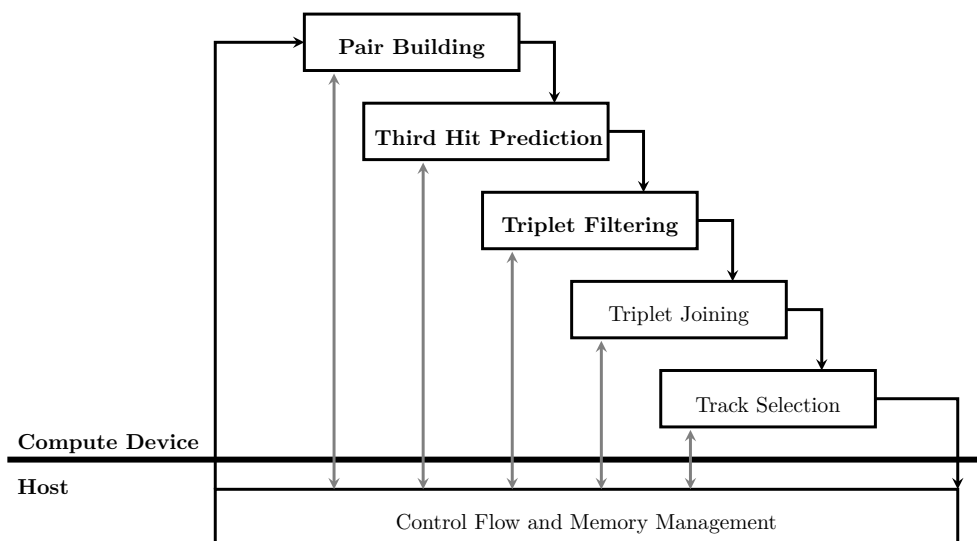 Pair Building
Third Hit Prediction
Triplet Filtering
Triplet Joining
Track Selection
Compute Device
Host
Control Flow and Memory Management